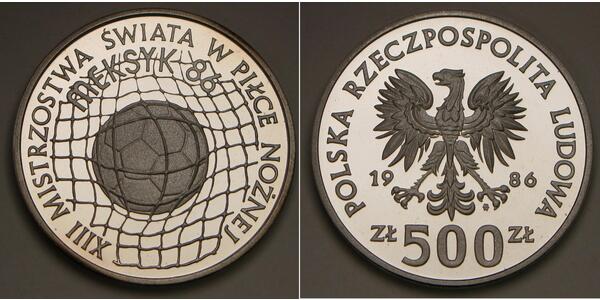 XIII MISTRZOSTWA ŚWIATA W PIŁCE NOŻNEJ
MEKSYK 86
POLSKA RZECZPOSPOLITA LUDOWA
19 86
ZŁ 500 ZŁ